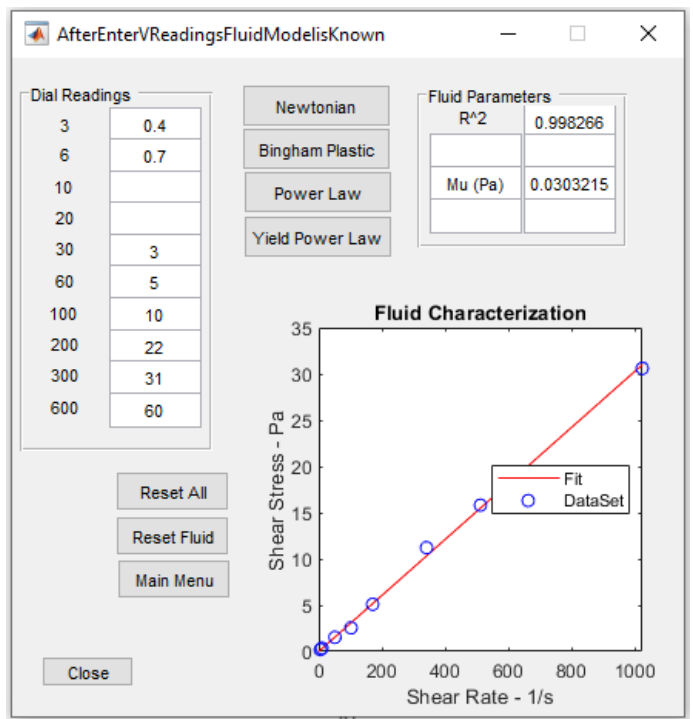 AfterEnterVReadingsFluidModelisKnown
Dial Readings
3 0.4
6 0.7
10
20
30 3
60 5
100 10
200 22
300 31
600 60
Newtonian
Bingham Plastic
Power Law
Yield Power Law
Fluid Parameters
R^2 0.998266
Mu (Pa) 0.0303215
Reset All
Reset Fluid
Main Menu
Close
Fluid Characterization
Shear Stress - Pa
35
30
25
20
15
10
5
0
Fit
DataSet
0 200 400 600 800 1000
Shear Rate - 1/s